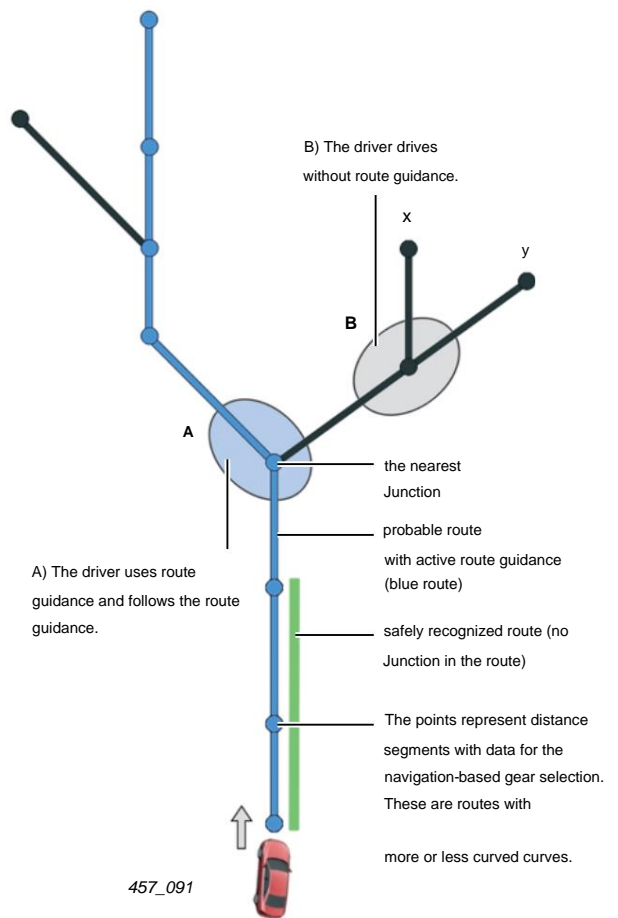 B) The driver drives
without route guidance.
x
y
B
A
the nearest
Junction
probable route
with active route guidance
(blue route)
A) The driver uses route
guidance and follows the route
guidance.
safely recognized route (no
Junction in the route)
The points represent distance
segments with data for the
navigation-based gear selection.
These are routes with
more or less curved curves.
457_091